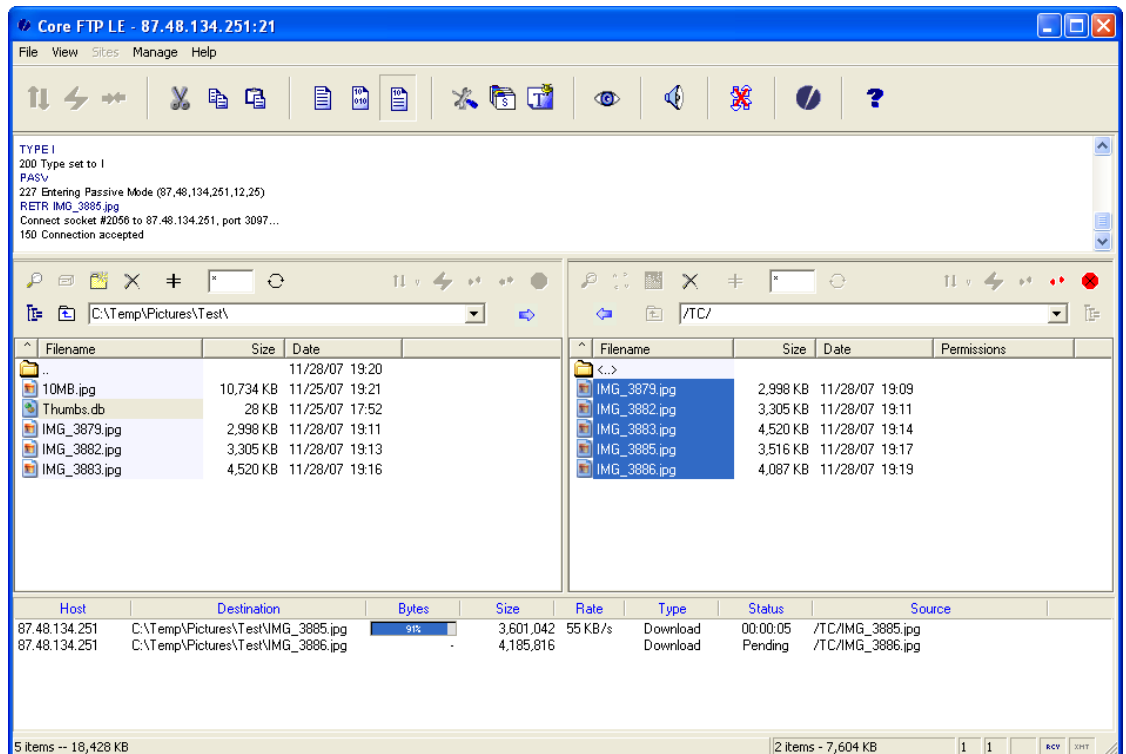 Core FTP LE - 87.48.134.251:21
File View Sites Manage Help
TYPE I
200 Type set to I
PASV
227 Entering Passive Mode (87,48,134,251,12,25)
RETR IMG_3885.jpg
Connect socket #2056 to 87.48.134.251, port 3097...
150 Connection accepted
C:\Temp\Pictures\Test\
/TC/
^ Filename Size Date
.. 11/28/07 19:20
10MB.jpg 10,734 KB 11/25/07 19:21
Thumbs.db 28 KB 11/25/07 17:52
IMG_3879.jpg 2,998 KB 11/28/07 19:11
IMG_3882.jpg 3,305 KB 11/28/07 19:13
IMG_3883.jpg 4,520 KB 11/28/07 19:16
^ Filename Size Date Permissions
<..>
IMG_3879.jpg 2,998 KB 11/28/07 19:09
IMG_3882.jpg 3,305 KB 11/28/07 19:11
IMG_3883.jpg 4,520 KB 11/28/07 19:14
IMG_3885.jpg 3,516 KB 11/28/07 19:17
IMG_3886.jpg 4,087 KB 11/28/07 19:19
Host Destination Bytes Size Rate Type Status Source
87.48.134.251 C:\Temp\Pictures\Test\IMG_3885.jpg 91% 3,601,042 55 KB/s Download 00:00:05 /TC/IMG_3885.jpg
87.48.134.251 C:\Temp\Pictures\Test\IMG_3886.jpg - 4,185,816 Download Pending /TC/IMG_3886.jpg
5 items -- 18,428 KB 2 items - 7,604 KB 1 1 RCV XMT